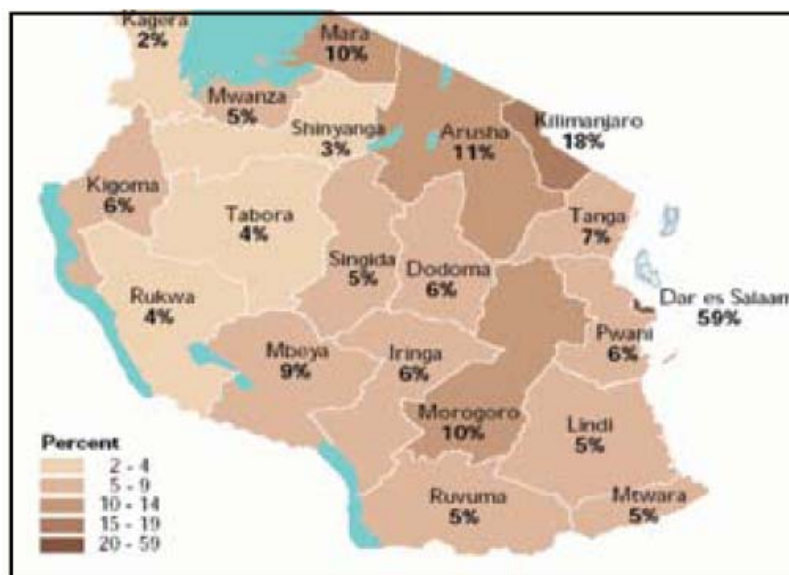 Kagera
2%
Mara
10%
Mwanza
5%
Shinyanga
3%
Arusha
11%
Kilimanjaro
18%
Kigoma
6%
Tabora
4%
Tanga
7%
Singida
5%
Dodoma
6%
Rukwa
4%
Dar es Salaam
59%
Pwani
6%
Mbeya
9%
Iringa
6%
Morogoro
10%
Lindi
5%
Ruvuma
5%
Mtwara
5%
Percent
2 - 4
5 - 9
10 - 14
15 - 19
20 - 59